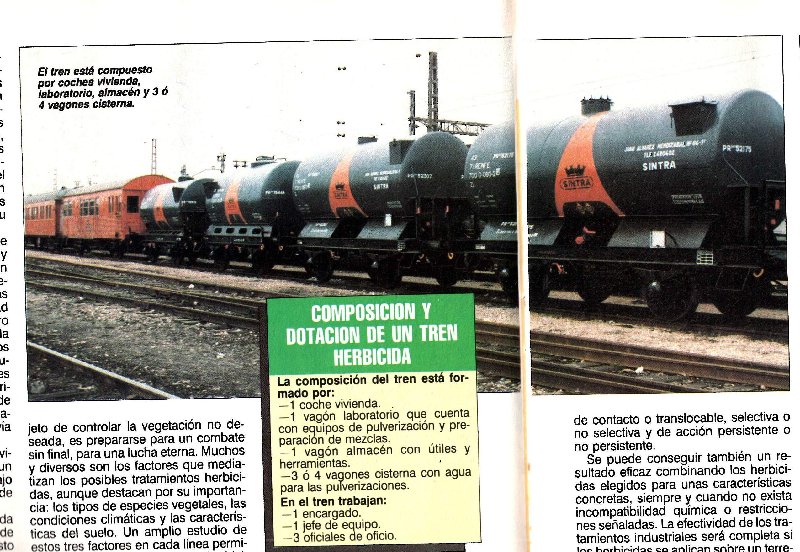 El tren está compuesto
por coches vivienda,
laboratorio, almacén y 3 ó
4 vagones cisterna.
SINTRA
SINTRA
PR 52175
SINTRA
COMPOSICION Y
DOTACION DE UN TREN
HERBICIDA
La composición del tren está for-
mado por:
—1 coche vivienda.
—1 vagón laboratorio que cuenta
con equipos de pulverización y pre-
paración de mezclas.
—1 vagón almacén con útiles y
herramientas.
—3 ó 4 vagones cisterna con agua
para las pulverizaciones.
En el tren trabajan:
—1 encargado.
—1 jefe de equipo.
—3 oficiales de oficio.
jeto de controlar la vegetación no de-
seada, es prepararse para un combate
sin final, para una lucha eterna. Muchos
y diversos son los factores que media-
tizan los posibles tratamientos herbici-
das, aunque destacan por su importan-
cia: los tipos de especies vegetales, las
condiciones climáticas y las caracterís-
ticas del suelo. Un amplio estudio de
estos tres factores en cada línea permi-
de contacto o translocable, selectiva o
no selectiva y de acción persistente o
no persistente.
Se puede conseguir también un re-
sultado eficaz combinando los herbici-
das elegidos para unas características
concretas, siempre y cuando no exista
incompatibilidad química o restriccio-
nes señaladas. La efectividad de los tra-
tamientos industriales será completa si
los herbicidas se aplican sobre un terre-